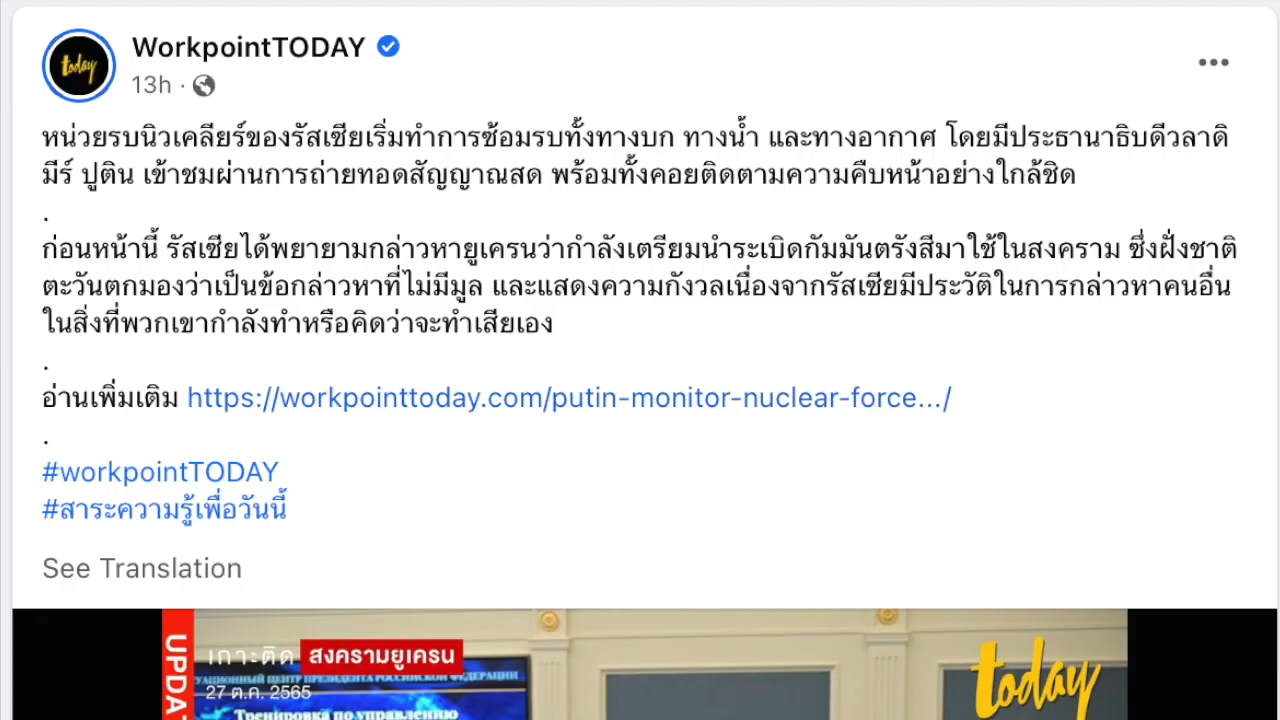 today
WorkpointTODAY
13h ·
หน่วยรบนิวเคลียร์ของรัสเซียเริ่มทำการซ้อมรบทั้งทางบก ทางน้ำ และทางอากาศ โดยมีประธานาธิบดีวลาดิ
มีร์ ปูติน เข้าชมผ่านการถ่ายทอดสัญญาณสด พร้อมทั้งคอยติดตามความคืบหน้าอย่างใกล้ชิด
.
ก่อนหน้านี้ รัสเซียได้พยายามกล่าวหายูเครนว่ากำลังเตรียมนำระเบิดกัมมันตรังสีมาใช้ในสงคราม ซึ่งฝั่งชาติ
ตะวันตกมองว่าเป็นข้อกล่าวหาที่ไม่มีมูล และแสดงความกังวลเนื่องจากรัสเซียมีประวัติในการกล่าวหาคนอื่น
ในสิ่งที่พวกเขากำลังทำหรือคิดว่าจะทำเสียเอง
.
อ่านเพิ่มเติม https://workpointtoday.com/putin-monitor-nuclear-force.../
.
#workpointTODAY
#สาระความรู้เพื่อวันนี้
See Translation
UPDA
เกาะติด สงครามยูเครน
27 ต.ค. 2565
ЦЕНТР ПРЕЗИДЕНТА РОССИЙСКОЙ ФЕДЕРАЦИИ
Тренировка по управлению
today